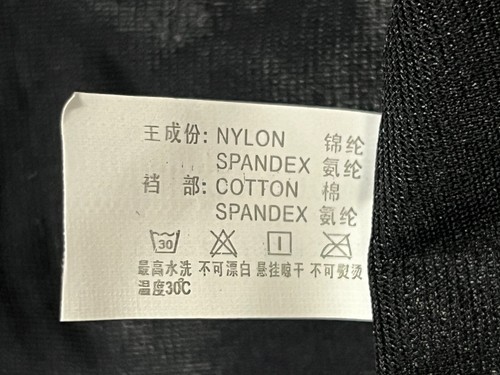 王成份: NYLON 锦纶
SPANDEX 氨纶
裆 部: COTTON 棉
SPANDEX 氨纶
30
最高水洗 不可漂白 悬挂晾干 不可熨烫
温度30℃